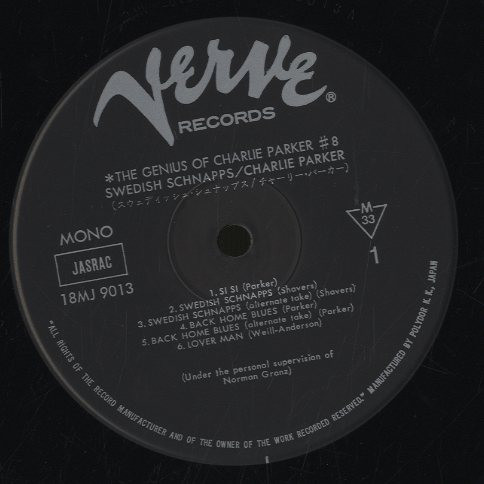 Verve®
RECORDS
*THE GENIUS OF CHARLIE PARKER #8
SWEDISH SCHNAPPS/CHARLIE PARKER
(スウェディッシュ・シュナップス/チャーリー・パーカー)
MONO
JASRAC
18MJ 9013
M
33
1
1. SI SI (Parker)
2. SWEDISH SCHNAPPS (Shavers)
3. SWEDISH SCHNAPPS (alternate take) (Shavers)
4. BACK HOME BLUES (Parker)
5. BACK HOME BLUES (alternate take) (Parker)
6. LOVER MAN (Weill-Anderson)
(Under the personal supervision of
Norman Granz)
"ALL RIGHTS OF THE RECORD MANUFACTURER AND OF THE OWNER OF THE WORK RECORDED RESERVED." MANUFACTURED BY POLYDOR K. K., JAPAN